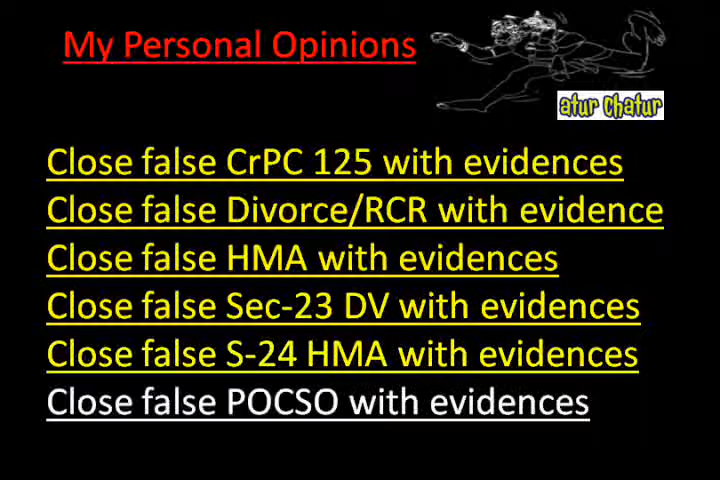 My Personal Opinions
atur Chatur
Close false CrPC 125 with evidences
Close false Divorce/RCR with evidence
Close false HMA with evidences
Close false Sec-23 DV with evidences
Close false S-24 HMA with evidences
Close false POCSO with evidences